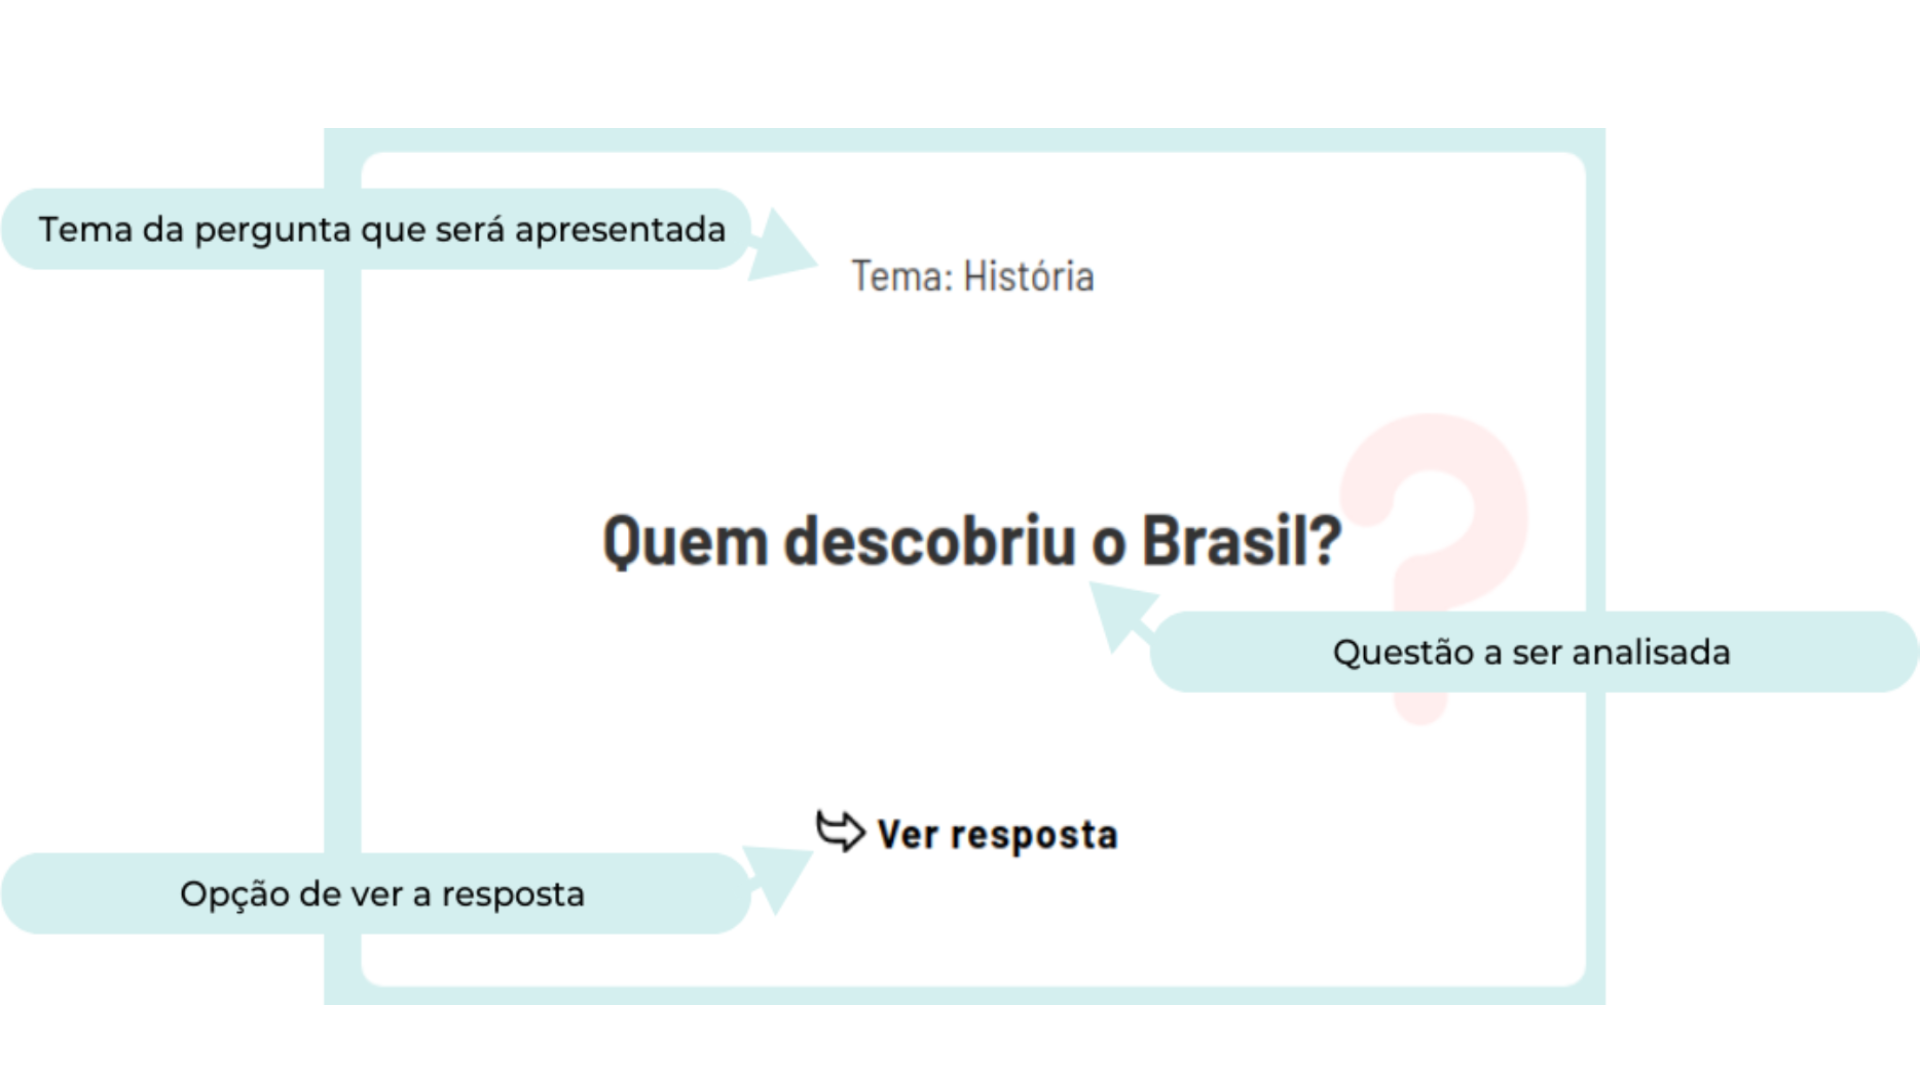 Tema da pergunta que será apresentada
Tema: História
Quem descobriu o Brasil?
Questão a ser analisada
Ver resposta
Opção de ver a resposta